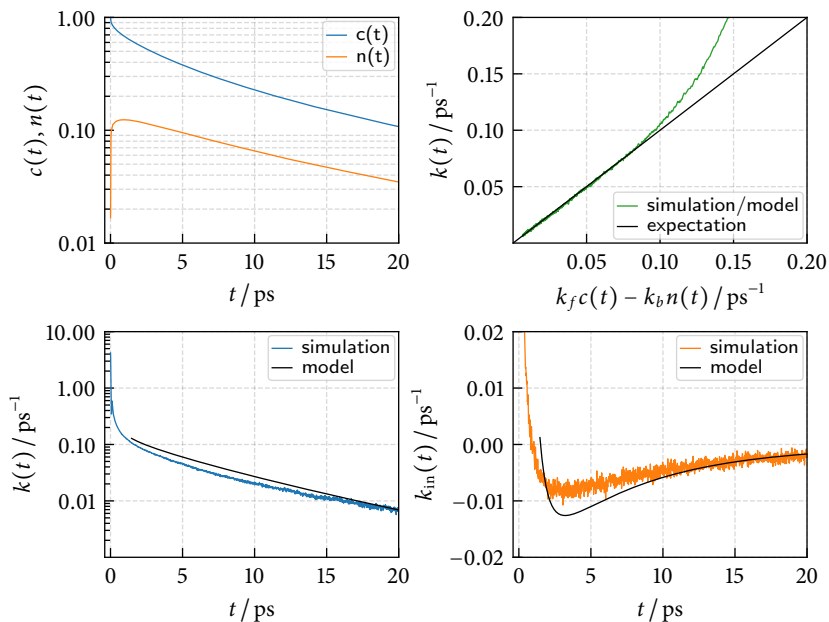 1.00
0.10
0.01
c(t), n(t)
c(t)
n(t)
0 5 10 15 20
t / ps
0.20
0.15
0.10
0.05
k(t) / ps⁻¹
simulation/model
expectation
0.05 0.10 0.15 0.20
k_f c(t) – k_b n(t) / ps⁻¹
10.00
1.00
0.10
0.01
k(t) / ps⁻¹
simulation
model
0 5 10 15 20
t / ps
0.02
0.01
0.00
−0.01
−0.02
k_in(t) / ps⁻¹
simulation
model
0 5 10 15 20
t / ps